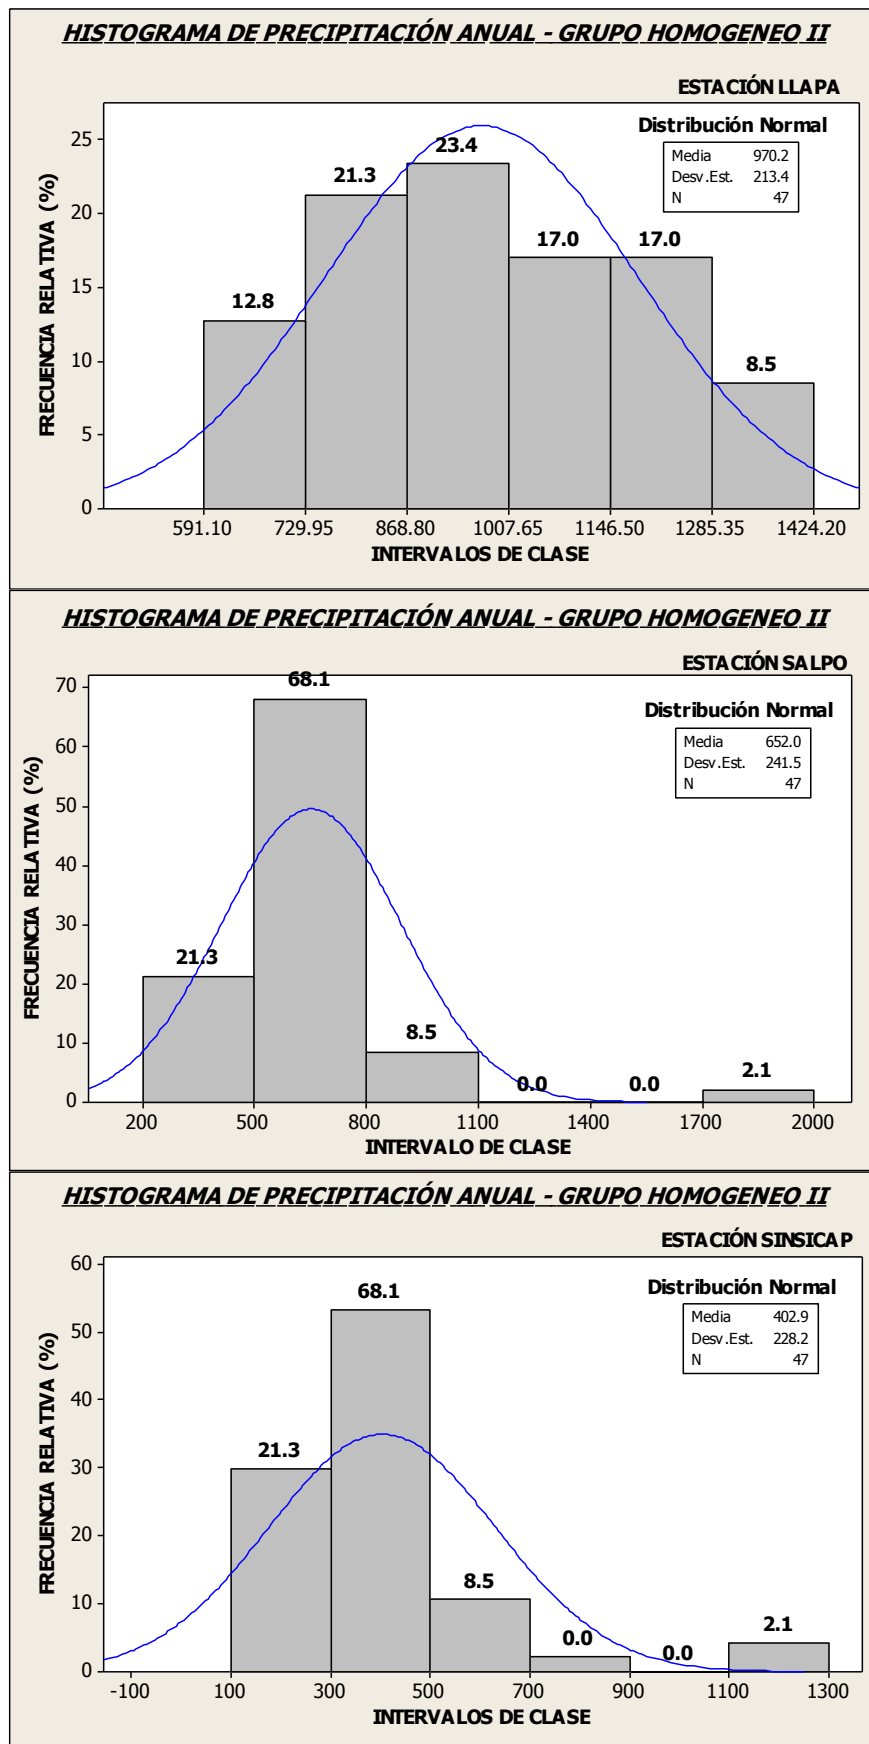 HISTOGRAMA DE PRECIPITACIÓN ANUAL - GRUPO HOMOGENEO II
ESTACIÓN LLAPA
Distribución Normal
Media 970.2
Desv.Est. 213.4
N 47
FRECUENCIA RELATIVA (%)
25
20
15
10
5
0
12.8
21.3
23.4
17.0
17.0
8.5
591.10 729.95 868.80 1007.65 1146.50 1285.35 1424.20
INTERVALOS DE CLASE
HISTOGRAMA DE PRECIPITACIÓN ANUAL - GRUPO HOMOGENEO II
ESTACIÓN SALPO
Distribución Normal
Media 652.0
Desv.Est. 241.5
N 47
FRECUENCIA RELATIVA (%)
70
60
50
40
30
20
10
0
21.3
68.1
8.5
0.0
0.0
2.1
200 500 800 1100 1400 1700 2000
INTERVALO DE CLASE
HISTOGRAMA DE PRECIPITACIÓN ANUAL - GRUPO HOMOGENEO II
ESTACIÓN SINSICAP
Distribución Normal
Media 402.9
Desv.Est. 228.2
N 47
FRECUENCIA RELATIVA (%)
60
50
40
30
20
10
0
21.3
68.1
8.5
0.0
0.0
2.1
-100 100 300 500 700 900 1100 1300
INTERVALOS DE CLASE